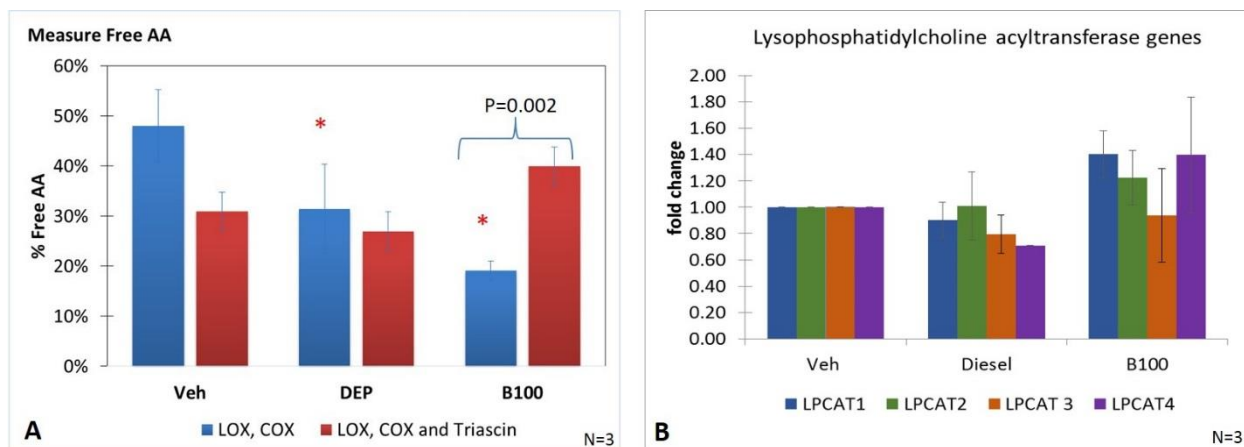 Measure Free AA
60%
50%
40%
30%
20%
10%
0%
% Free AA
*
*
P=0.002
Veh DEP B100
LOX, COX LOX, COX and Triascin
A
N=3
Lysophosphatidylcholine acyltransferase genes
2.00
1.80
1.60
1.40
1.20
1.00
0.80
0.60
0.40
0.20
0.00
fold change
Veh Diesel B100
LPCAT1 LPCAT2 LPCAT 3 LPCAT4
B
N=3